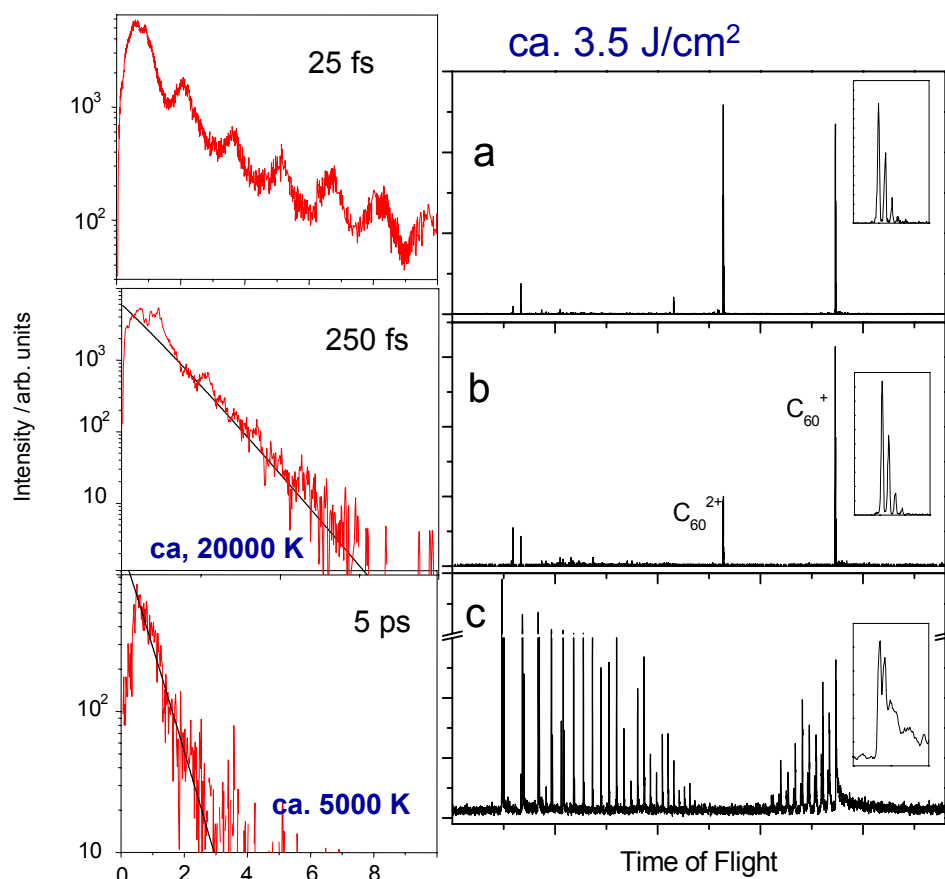 ca. 3.5 J/cm²
25 fs
10³
10²
250 fs
10³
10²
10
ca, 20000 K
5 ps
10²
10
ca. 5000 K
0 2 4 6 8
Intensity / arb. units
a
b
C₆₀⁺
C₆₀²⁺
c
Time of Flight